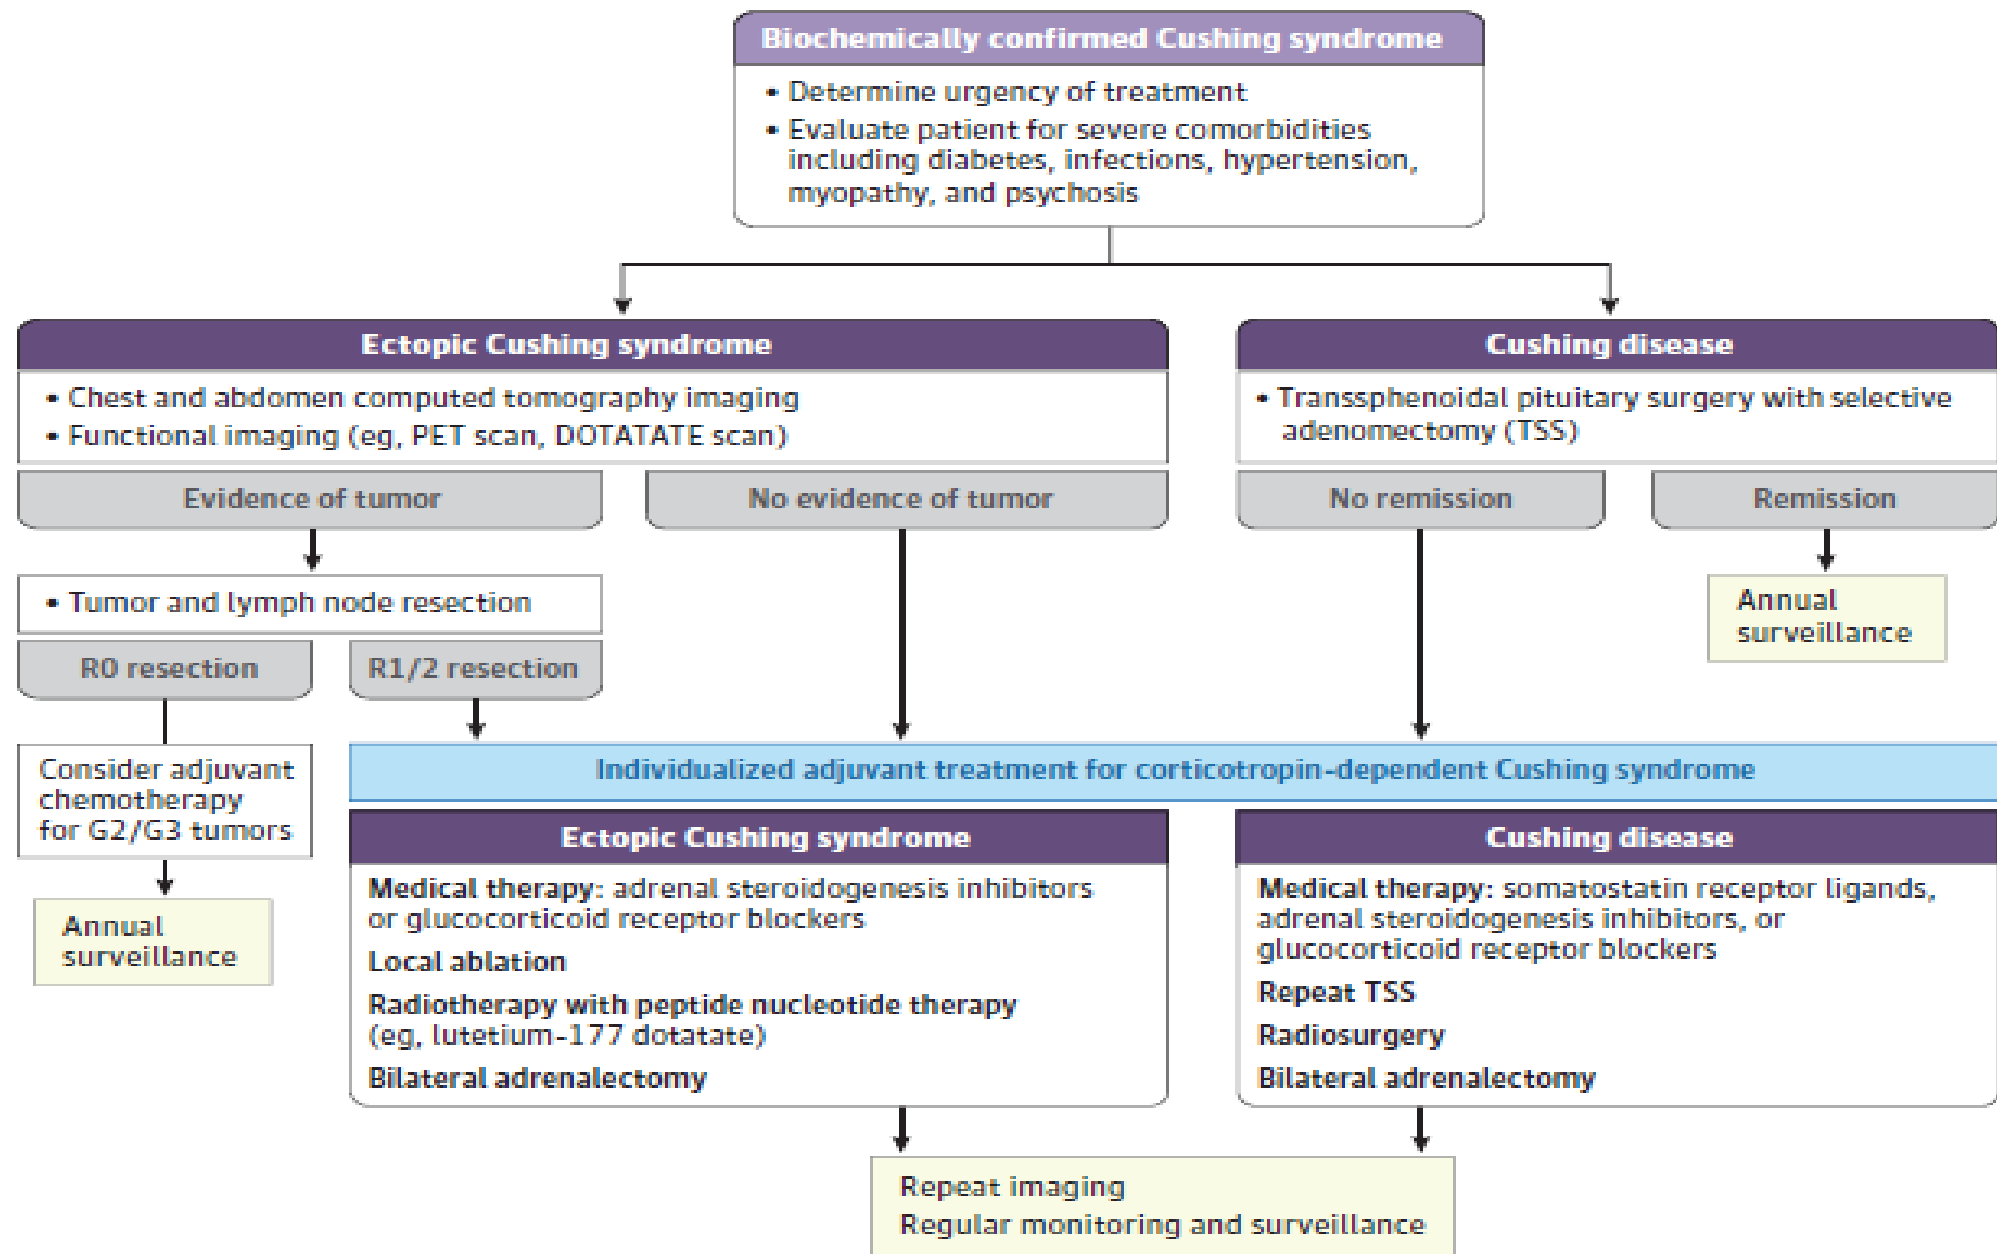 Biochemically confirmed Cushing syndrome
• Determine urgency of treatment
• Evaluate patient for severe comorbidities
including diabetes, infections, hypertension,
myopathy, and psychosis
Ectopic Cushing syndrome
• Chest and abdomen computed tomography imaging
• Functional imaging (eg, PET scan, DOTATATE scan)
Cushing disease
• Transsphenoidal pituitary surgery with selective
adenomectomy (TSS)
Evidence of tumor
No evidence of tumor
No remission
Remission
• Tumor and lymph node resection
Annual
surveillance
R0 resection
R1/2 resection
Consider adjuvant
chemotherapy
for G2/G3 tumors
Annual
surveillance
Individualized adjuvant treatment for corticotropin-dependent Cushing syndrome
Ectopic Cushing syndrome
Medical therapy: adrenal steroidogenesis inhibitors
or glucocorticoid receptor blockers
Local ablation
Radiotherapy with peptide nucleotide therapy
(eg, lutetium-177 dotatate)
Bilateral adrenalectomy
Cushing disease
Medical therapy: somatostatin receptor ligands,
adrenal steroidogenesis inhibitors, or
glucocorticoid receptor blockers
Repeat TSS
Radiosurgery
Bilateral adrenalectomy
Repeat imaging
Regular monitoring and surveillance